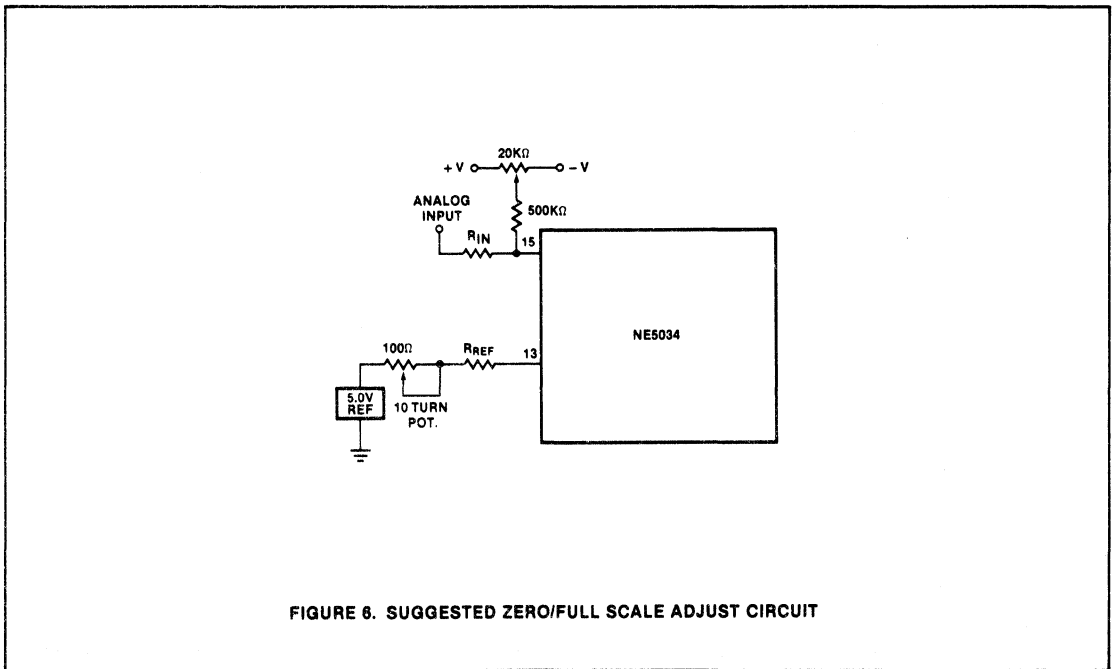 20KΩ
+ V
− V
ANALOG
INPUT
500KΩ
RIN
15
NE5034
100Ω
RREF
13
5.0V
REF
10 TURN
POT.
FIGURE 6. SUGGESTED ZERO/FULL SCALE ADJUST CIRCUIT